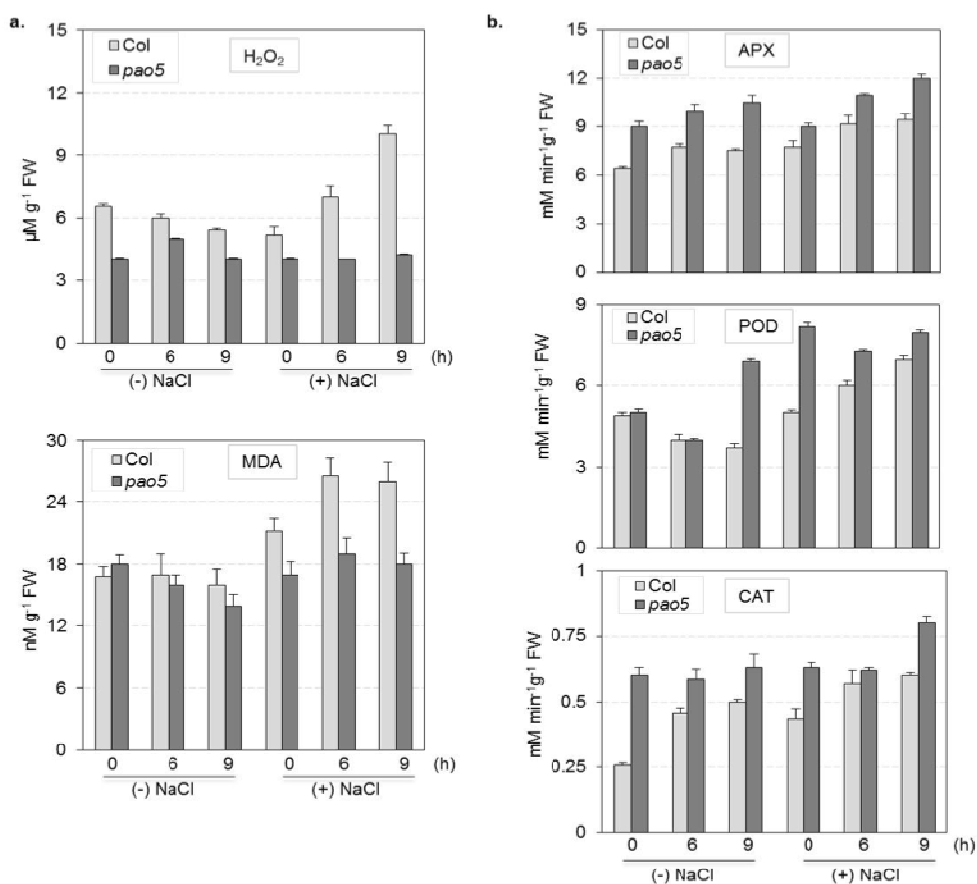 a.
15
12
9
6
3
0
µM g⁻¹ FW
Col
pao5
H₂O₂
0 6 9 0 6 9 (h)
(-) NaCl (+) NaCl
30
24
18
12
6
0
nM g⁻¹ FW
Col
pao5
MDA
0 6 9 0 6 9 (h)
(-) NaCl (+) NaCl
b.
15
12
9
6
3
0
mM min⁻¹g⁻¹ FW
Col
pao5
APX
9
6
3
0
mM min⁻¹g⁻¹ FW
Col
pao5
POD
1
0.75
0.5
0.25
0
mM min⁻¹g⁻¹ FW
Col
pao5
CAT
0 6 9 0 6 9 (h)
(-) NaCl (+) NaCl